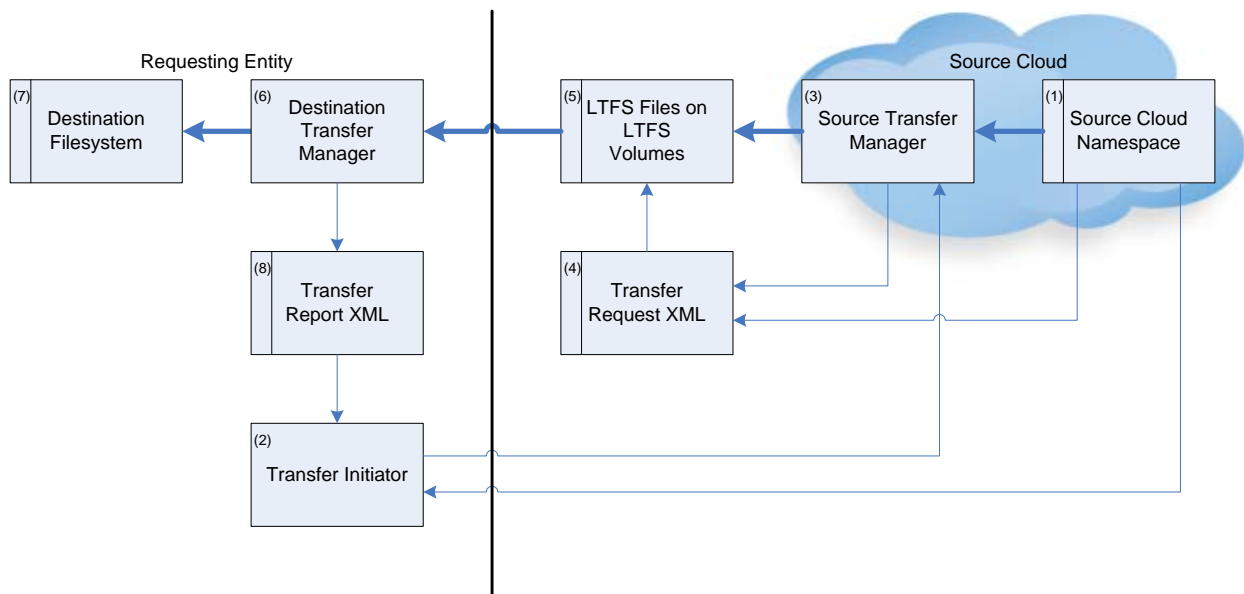 Requesting Entity
Source Cloud
(7)
Destination
Filesystem
(6)
Destination
Transfer
Manager
(5)
LTFS Files on
LTFS
Volumes
(3)
Source Transfer
Manager
(1)
Source Cloud
Namespace
(8)
Transfer
Report XML
(4)
Transfer
Request XML
(2)
Transfer Initiator